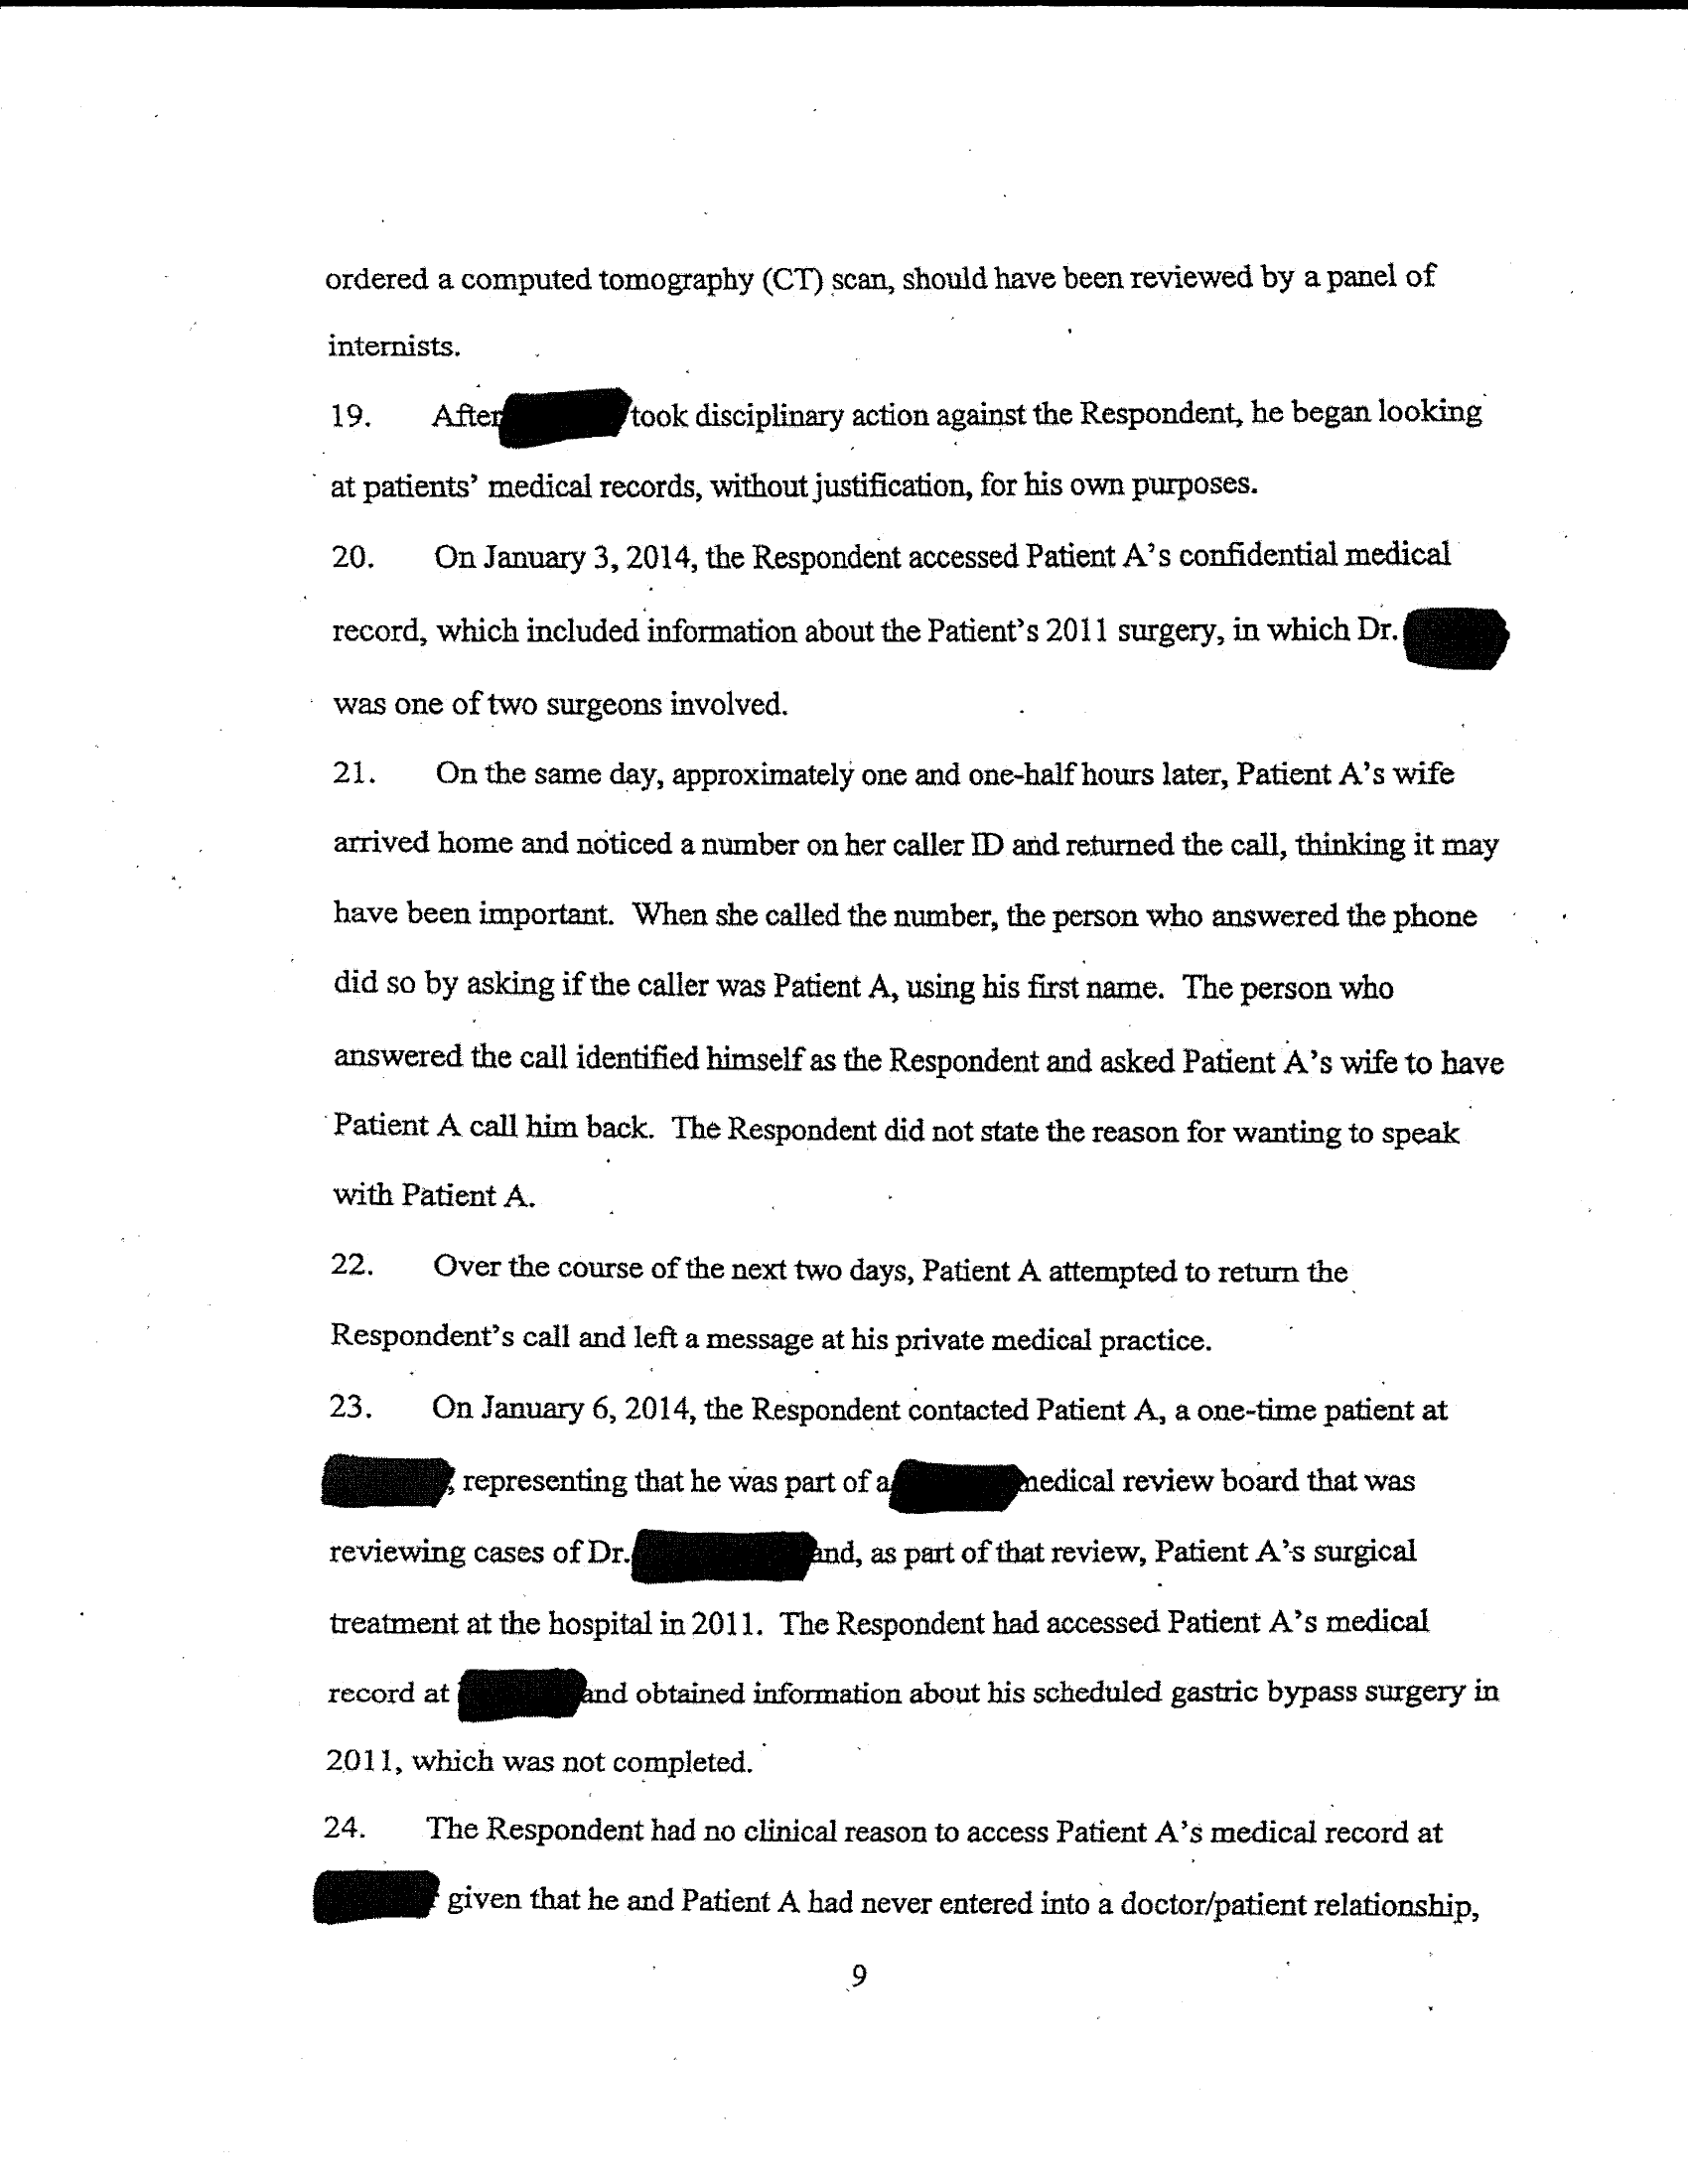 ordered a computed tomography (CT) scan, should have been reviewed by a panel of
internists.
19. After took disciplinary action against the Respondent, he began looking
at patients' medical records, without justification, for his own purposes.
20. On January 3, 2014, the Respondent accessed Patient A's confidential medical
record, which included information about the Patient's 2011 surgery, in which Dr.
was one of two surgeons involved.
21. On the same day, approximately one and one-half hours later, Patient A's wife
arrived home and noticed a number on her caller ID and returned the call, thinking it may
have been important. When she called the number, the person who answered the phone
did so by asking if the caller was Patient A, using his first name. The person who
answered the call identified himself as the Respondent and asked Patient A's wife to have
Patient A call him back. The Respondent did not state the reason for wanting to speak
with Patient A.
22. Over the course of the next two days, Patient A attempted to return the
Respondent's call and left a message at his private medical practice.
23. On January 6, 2014, the Respondent contacted Patient A, a one-time patient at
, representing that he was part of a medical review board that was
reviewing cases of Dr. and, as part of that review, Patient A's surgical
treatment at the hospital in 2011. The Respondent had accessed Patient A's medical
record at and obtained information about his scheduled gastric bypass surgery in
2011, which was not completed.
24. The Respondent had no clinical reason to access Patient A's medical record at
given that he and Patient A had never entered into a doctor/patient relationship,
9